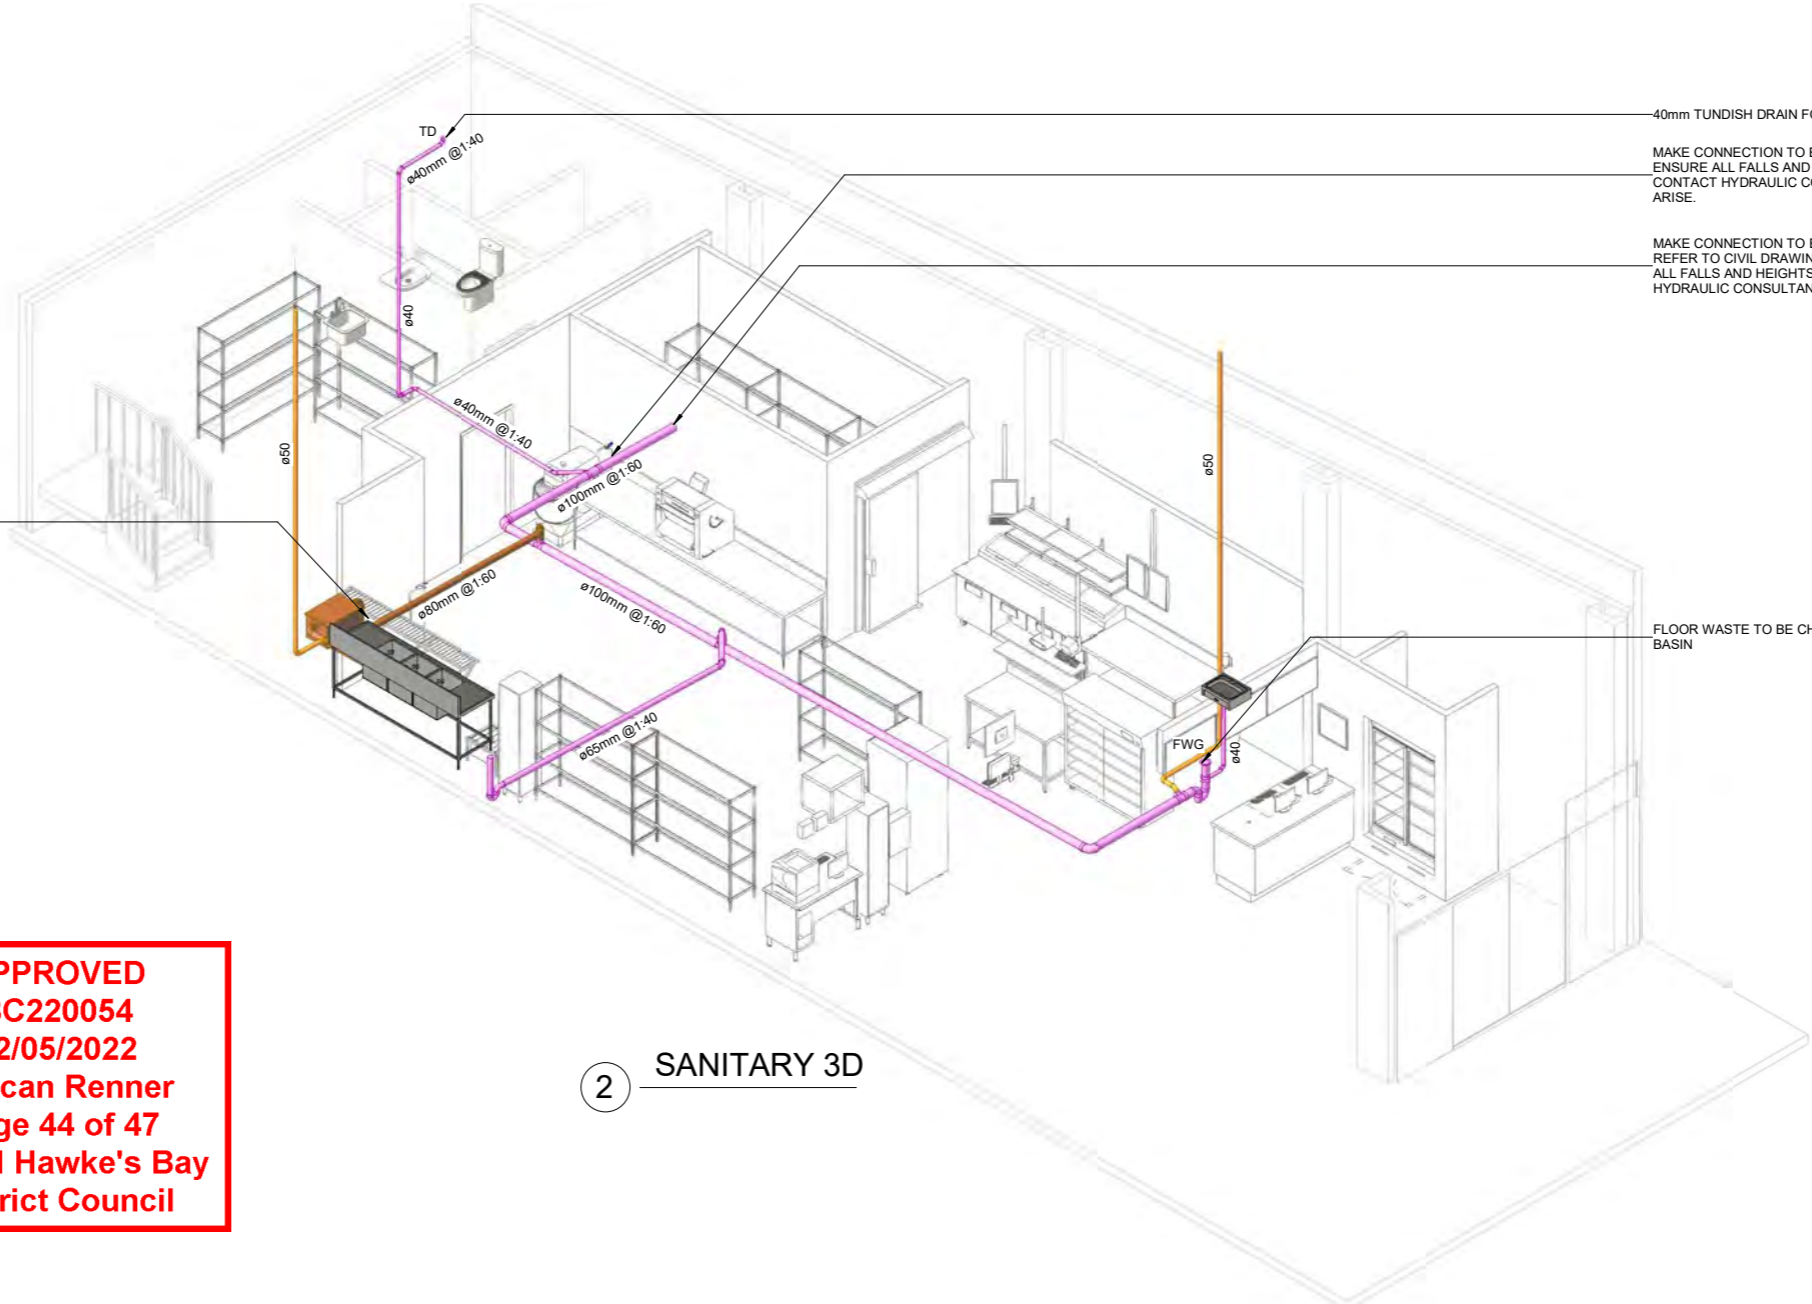 TD
ø40mm @1:40
40mm TUNDISH DRAIN
MAKE CONNECTION TO
ENSURE ALL FALLS AND
CONTACT HYDRAULIC
ARISE.
MAKE CONNECTION TO
REFER TO CIVIL
ALL FALLS AND HEIGHTS
HYDRAULIC
ø40
ø40mm @1:40
ø50
ø100mm @1:60
ø50
ø80mm @1:60
ø100mm @1:60
FLOOR WASTE TO BE
BASIN
ø65mm @1:40
FWG
ø40
PPROVED
C220054
2/05/2022
can Renner
ge 44 of 47
Hawke's Bay
rict Council
2 SANITARY 3D